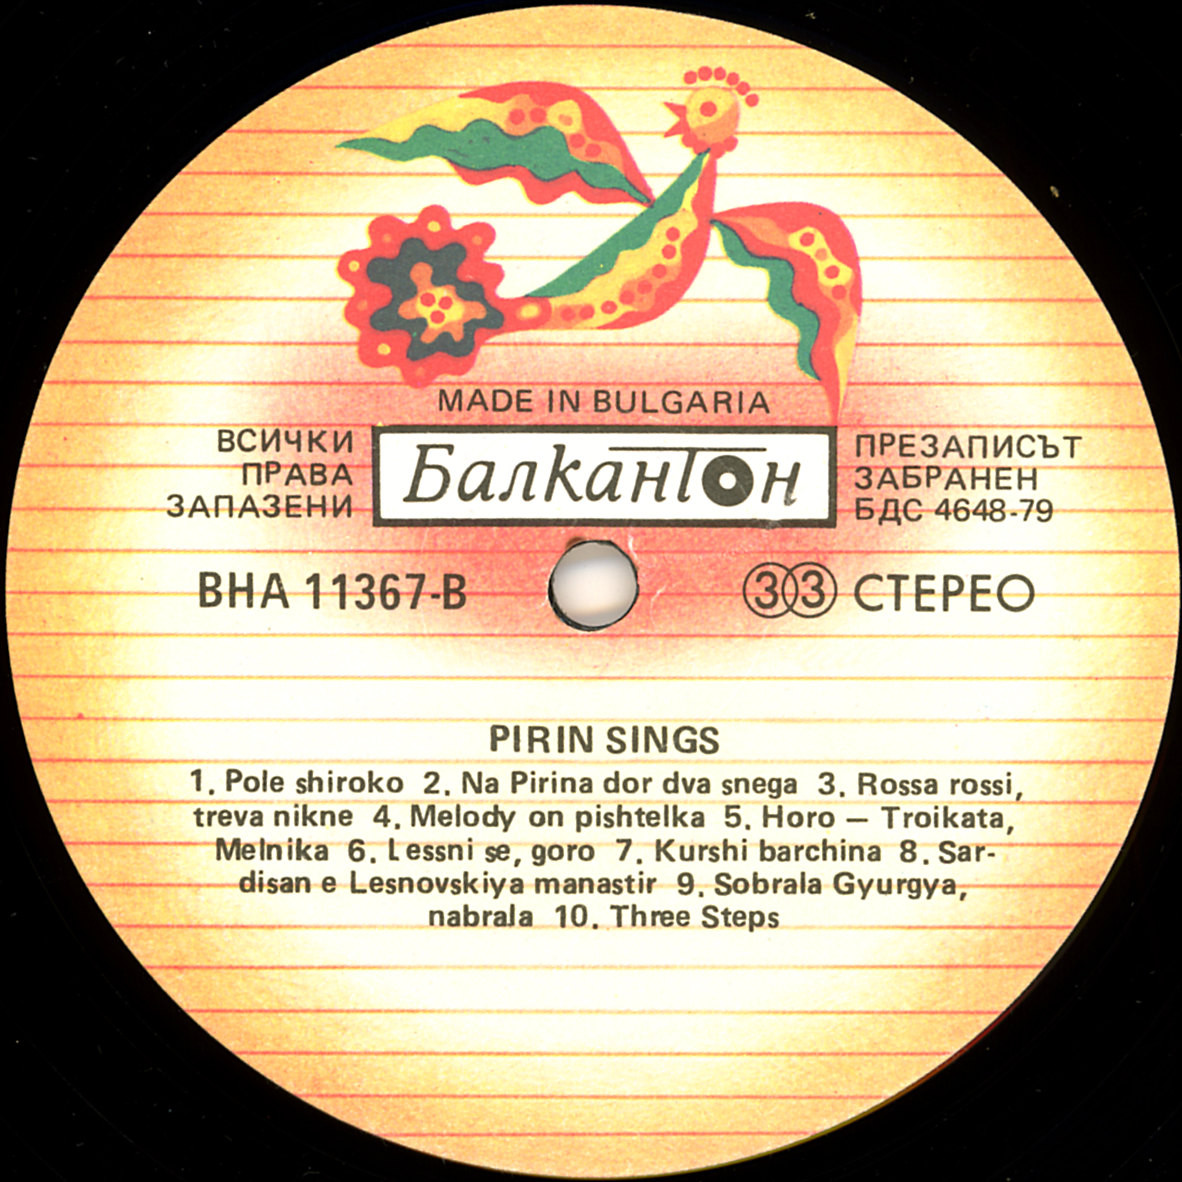 MADE IN BULGARIA
ВСИЧКИ
ПРАВА
ЗАПАЗЕНИ
Балкантон
ПРЕЗАПИСЪТ
ЗАБРАНЕН
БДС 4648-79
ВНА 11367-В
33 СТЕРЕО
PIRIN SINGS
1. Pole shiroko 2. Na Pirina dor dva snega 3. Rossa rossi,
treva nikne 4. Melody on pishtelka 5. Horo — Troikata,
Melnika 6. Lessni se, goro 7. Kurshi barchina 8. Sar-
disan e Lesnovskiya manastir 9. Sobrala Gyurgya,
nabrala 10. Three Steps